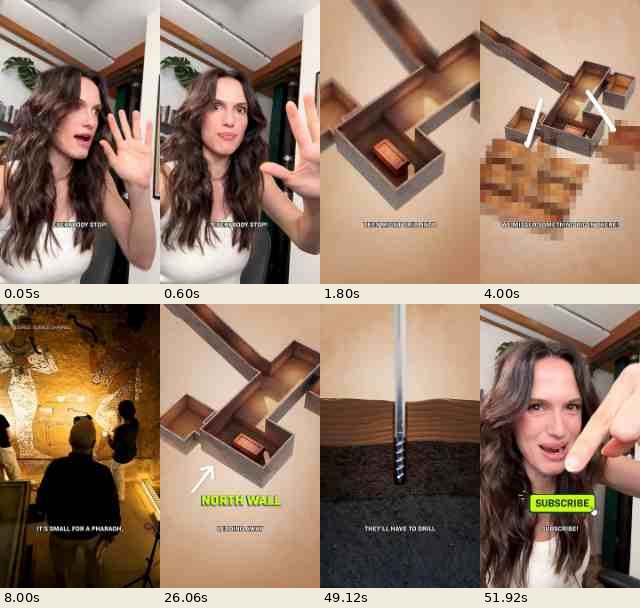 EVERYBODY STOP!
EVERYBODY STOP!
0.05s
0.60s
1.80s
4.00s
IT'S SMALL FOR A PHARAOH,
NORTH WALL
THEY'LL HAVE TO DRILL
SUBSCRIBE
SUBSCRIBE!
8.00s
26.06s
49.12s
51.92s